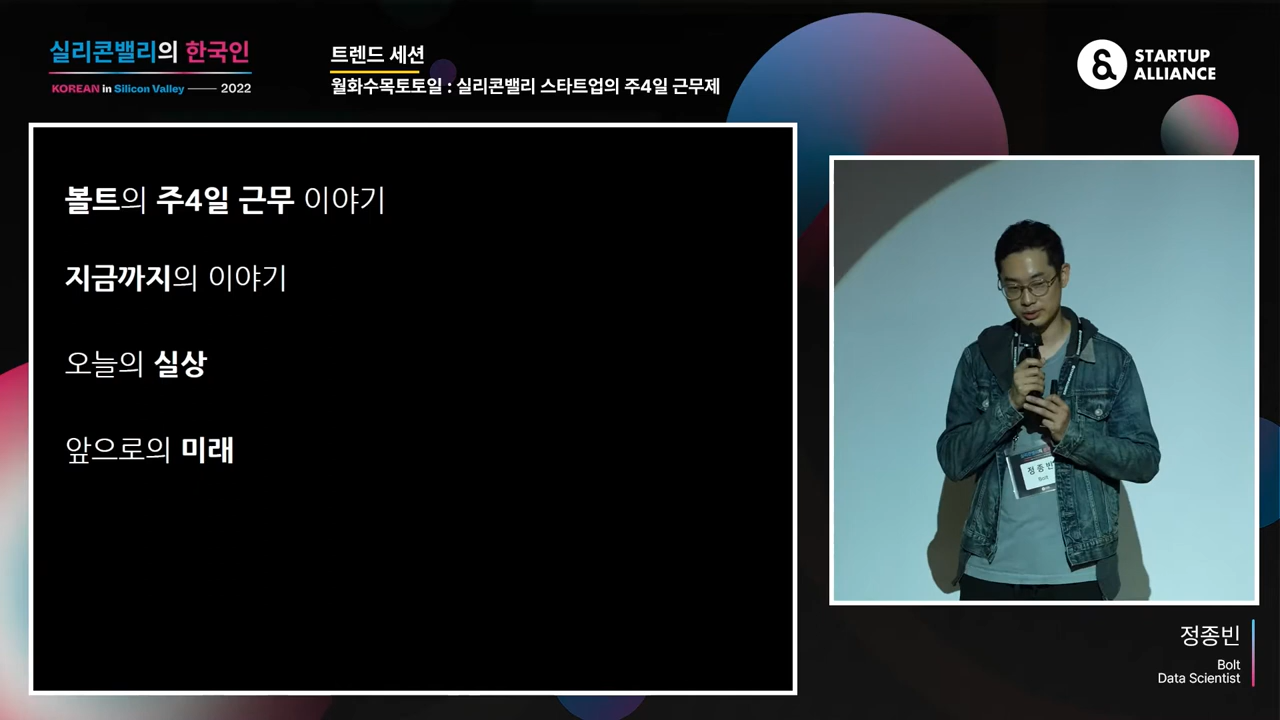 실리콘밸리의 한국인
KOREAN in Silicon Valley 2022
트렌드 세션
월화수목토토일 : 실리콘밸리 스타트업의 주4일 근무제
STARTUP
ALLIANCE
볼트의 주4일 근무 이야기
지금까지의 이야기
오늘의 실상
앞으로의 미래
정종빈
Bolt
정종빈
Bolt
Data Scientist